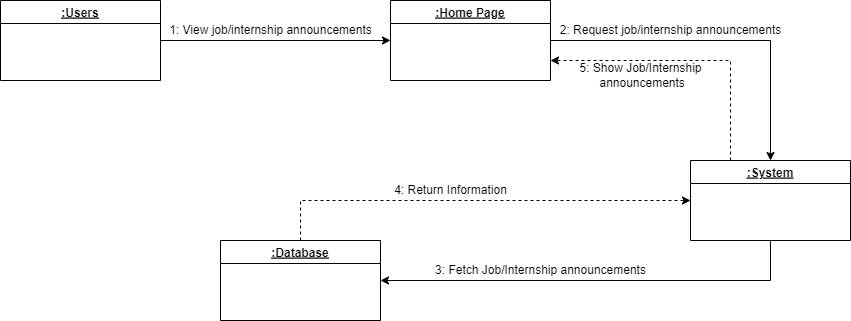 :Users
:Home Page
1: View job/internship announcements
2: Request job/internship announcements
5: Show Job/Internship
announcements
:System
4: Return Information
:Database
3: Fetch Job/Internship announcements